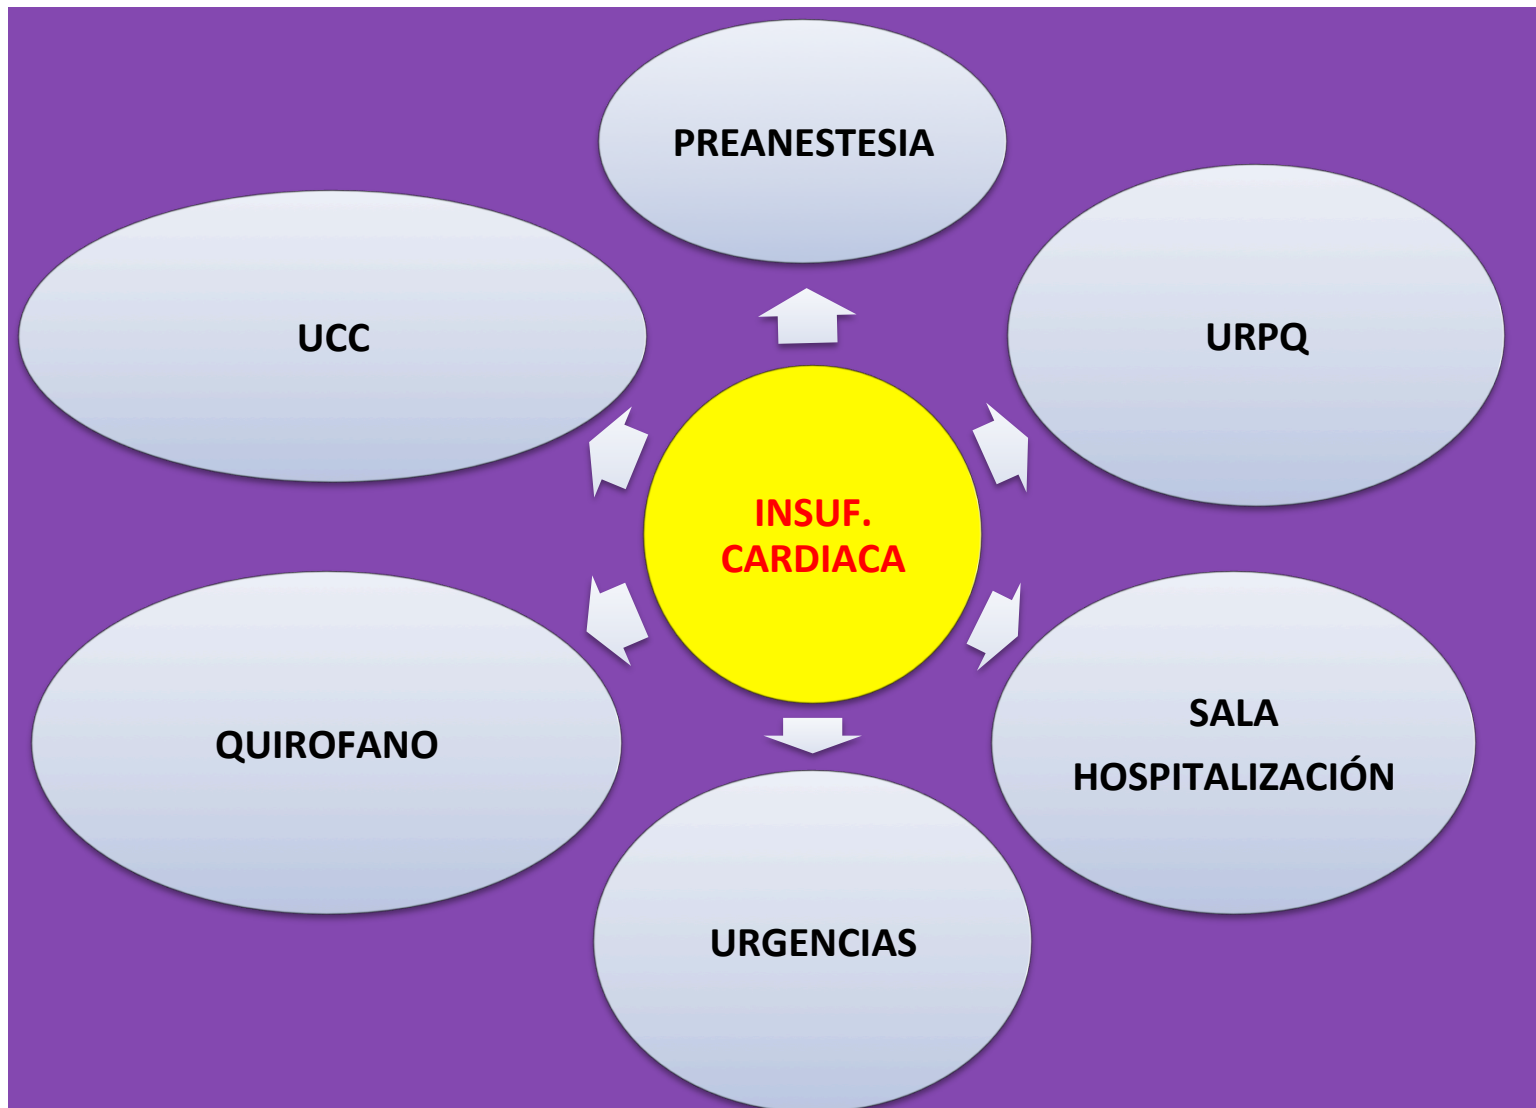 PREANESTESIA
UCC
URPQ
INSUF.
CARDIACA
QUIROFANO
SALA
HOSPITALIZACIÓN
URGENCIAS